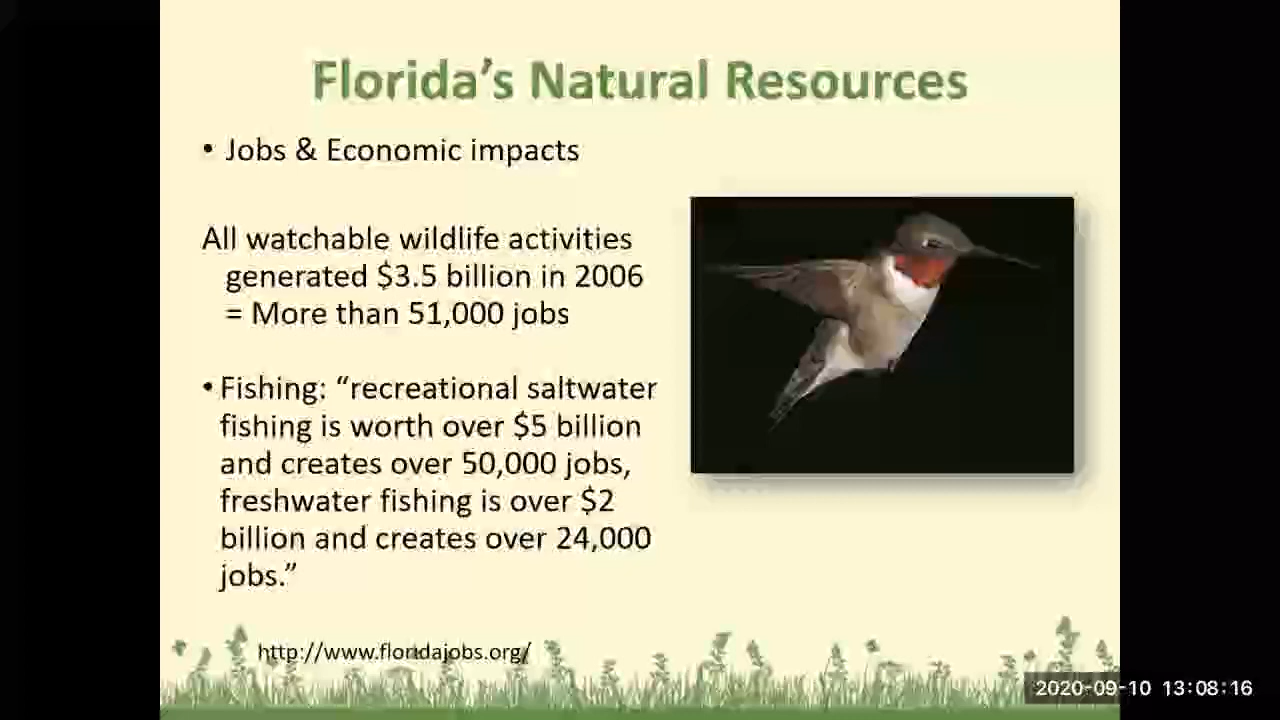 Florida’s Natural Resources
• Jobs & Economic impacts
All watchable wildlife activities
generated $3.5 billion in 2006
= More than 51,000 jobs
• Fishing: “recreational saltwater
fishing is worth over $5 billion
and creates over 50,000 jobs,
freshwater fishing is over $2
billion and creates over 24,000
jobs.”
http://www.floridajobs.org/
2020-09-10 13:08:16